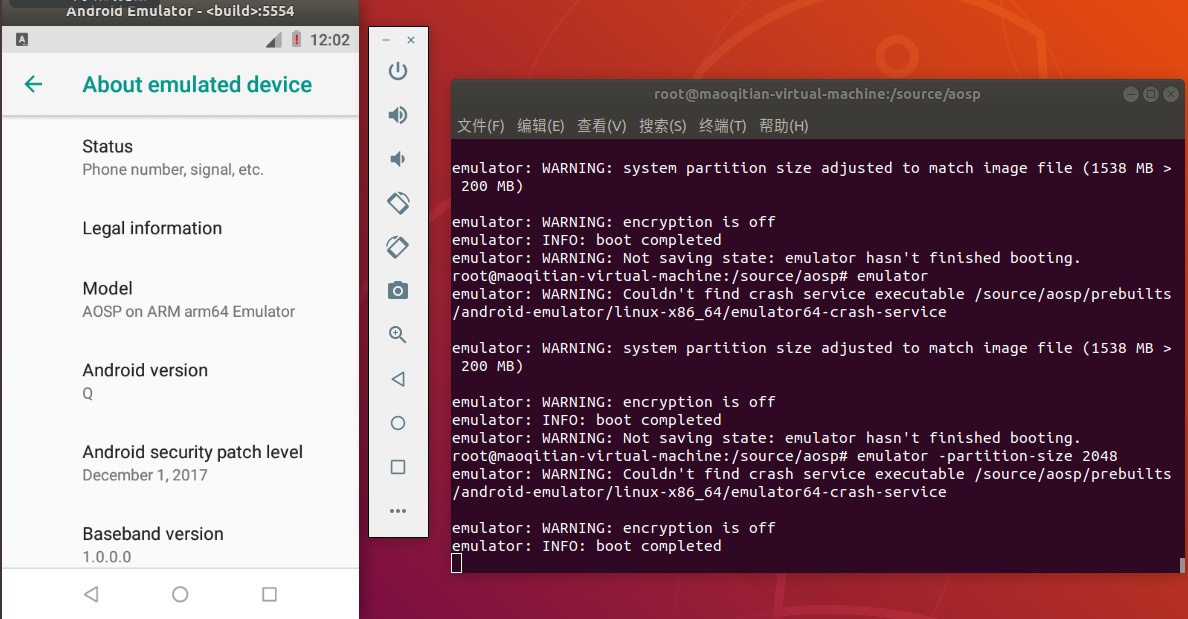 Android Emulator - <build>:5554
A
12:02
About emulated device
Status
Phone number, signal, etc.
Legal information
Model
AOSP on ARM arm64 Emulator
Android version
Q
Android security patch level
December 1, 2017
Baseband version
1.0.0.0
root@maoqitian-virtual-machine:/source/aosp
文件(F) 编辑(E) 查看(V) 搜索(S) 终端(T) 帮助(H)
emulator: WARNING: system partition size adjusted to match image file (1538 MB >
200 MB)
emulator: WARNING: encryption is off
emulator: INFO: boot completed
emulator: WARNING: Not saving state: emulator hasn't finished booting.
root@maoqitian-virtual-machine:/source/aosp# emulator
emulator: WARNING: Couldn't find crash service executable /source/aosp/prebuilts
/android-emulator/linux-x86_64/emulator64-crash-service
emulator: WARNING: system partition size adjusted to match image file (1538 MB >
200 MB)
emulator: WARNING: encryption is off
emulator: INFO: boot completed
emulator: WARNING: Not saving state: emulator hasn't finished booting.
root@maoqitian-virtual-machine:/source/aosp# emulator -partition-size 2048
emulator: WARNING: Couldn't find crash service executable /source/aosp/prebuilts
/android-emulator/linux-x86_64/emulator64-crash-service
emulator: WARNING: encryption is off
emulator: INFO: boot completed